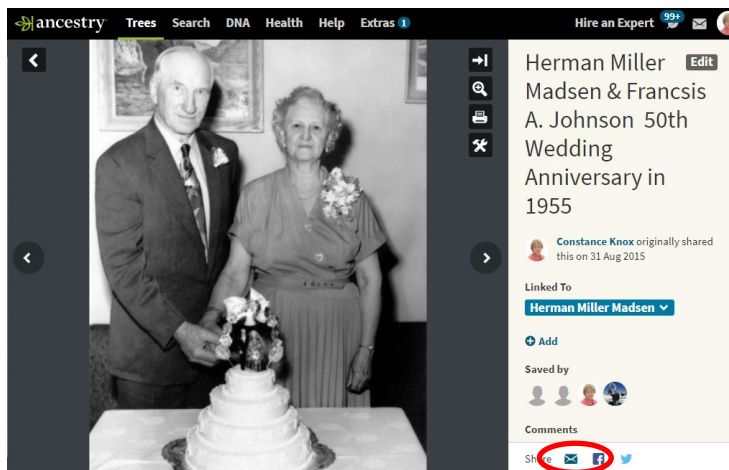 ancestry Trees Search DNA Health Help Extras 1 Hire an Expert 99+
Herman Miller Edit
Madsen & Francsis
A. Johnson 50th
Wedding
Anniversary in
1955
Constance Knox originally shared
this on 31 Aug 2015
Linked To
Herman Miller Madsen
Add
Saved by
Comments
Share